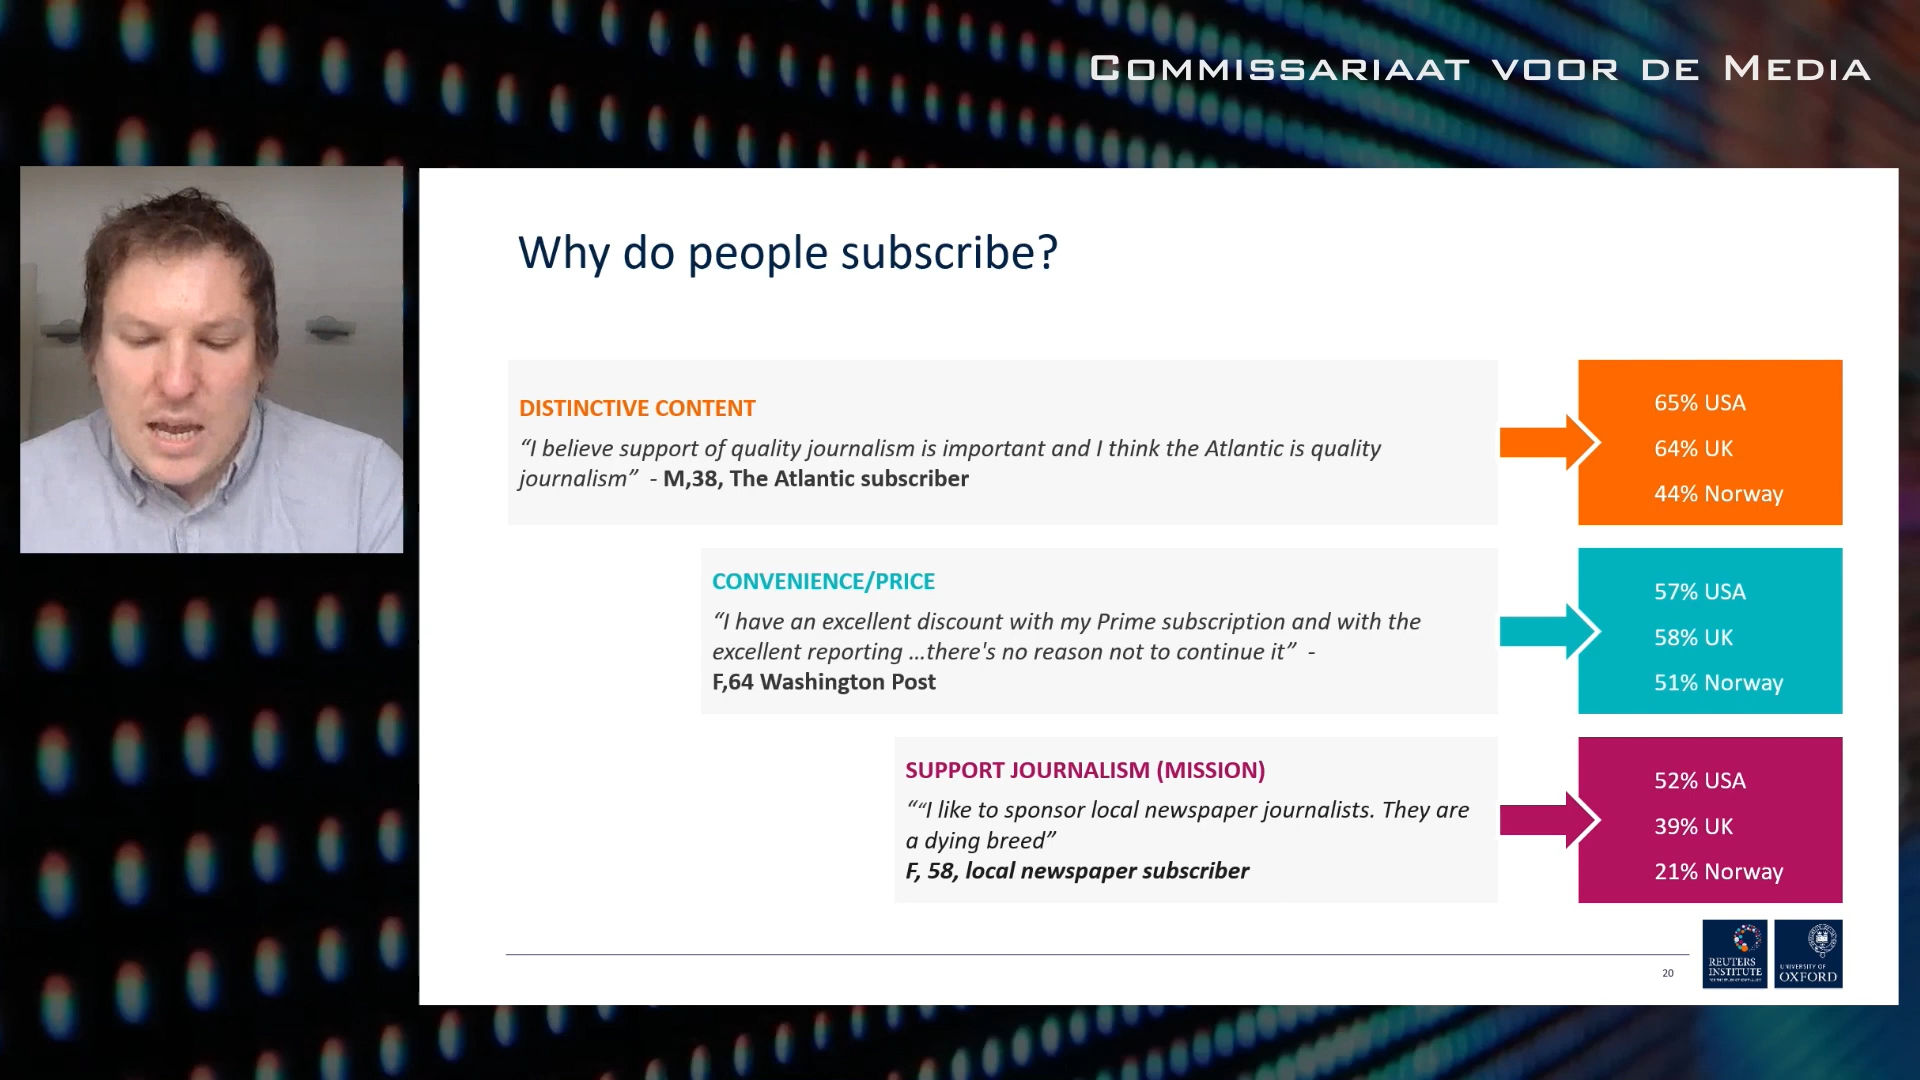 COMMISSARIAAT VOOR DE MEDIA
Why do people subscribe?
DISTINCTIVE CONTENT
“I believe support of quality journalism is important and I think the Atlantic is quality
journalism” - M,38, The Atlantic subscriber
65% USA
64% UK
44% Norway
CONVENIENCE/PRICE
“I have an excellent discount with my Prime subscription and with the
excellent reporting ...there's no reason not to continue it” -
F,64 Washington Post
57% USA
58% UK
51% Norway
SUPPORT JOURNALISM (MISSION)
““I like to sponsor local newspaper journalists. They are
a dying breed”
F, 58, local newspaper subscriber
52% USA
39% UK
21% Norway
20
REUTERS
INSTITUTE
UNIVERSITY OF
OXFORD